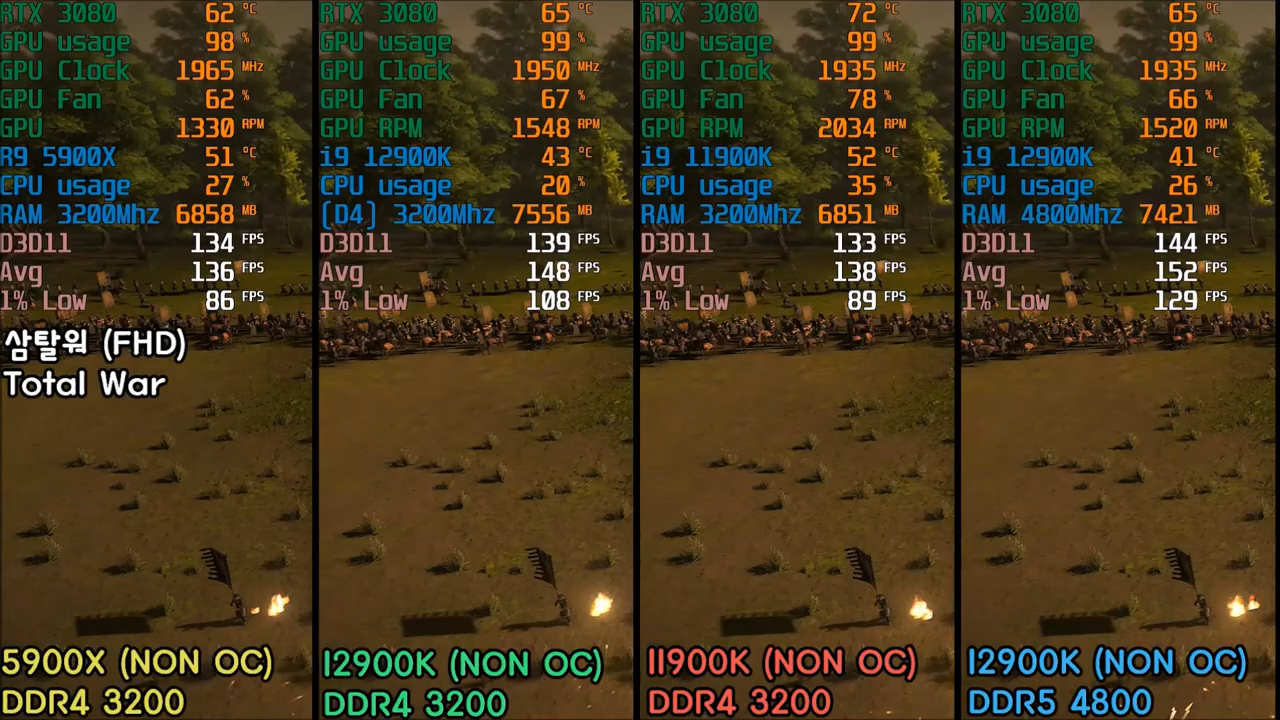 RTX 3080 62 °C
GPU usage 98 %
GPU Clock 1965 MHz
GPU Fan 62 %
GPU 1330 RPM
R9 5900X 51 °C
CPU usage 27 %
RAM 3200Mhz 6858 MB
D3D11 134 FPS
Avg 136 FPS
1% Low 86 FPS
삼탈워 (FHD)
Total War
5900X (NON OC)
DDR4 3200
RTX 3080 65 °C
GPU usage 99 %
GPU Clock 1950 MHz
GPU Fan 67 %
GPU RPM 1548 RPM
i9 12900K 43 °C
CPU usage 20 %
(D4) 3200Mhz 7556 MB
D3D11 139 FPS
Avg 148 FPS
1% Low 108 FPS
12900K (NON OC)
DDR4 3200
RTX 3080 72 °C
GPU usage 99 %
GPU Clock 1935 MHz
GPU Fan 78 %
GPU RPM 2034 RPM
i9 11900K 52 °C
CPU usage 35 %
RAM 3200Mhz 6851 MB
D3D11 133 FPS
Avg 138 FPS
1% Low 89 FPS
11900K (NON OC)
DDR4 3200
RTX 3080 65 °C
GPU usage 99 %
GPU Clock 1935 MHz
GPU Fan 66 %
GPU RPM 1520 RPM
i9 12900K 41 °C
CPU usage 26 %
RAM 4800Mhz 7421 MB
D3D11 144 FPS
Avg 152 FPS
1% Low 129 FPS
12900K (NON OC)
DDR5 4800